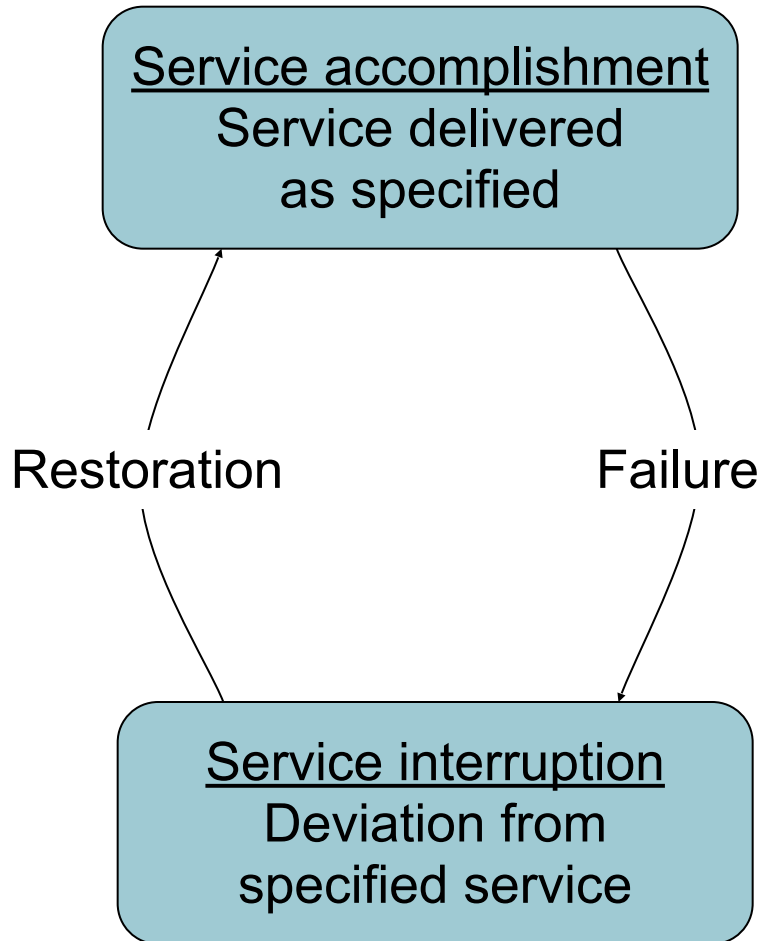 Service accomplishment
Service delivered
as specified
Restoration
Failure
Service interruption
Deviation from
specified service